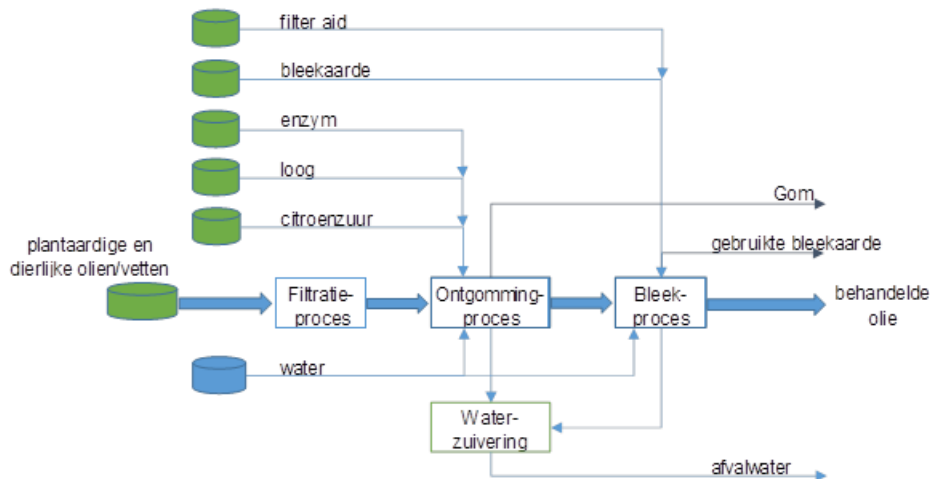 filter aid
bleekaarde
enzym
loog
citroenzuur
Gom
gebruikte bleekaarde
plantaardige en
dierlijke olien/vetten
Filtratie-
proces
Ontgomming-
proces
Bleek-
proces
behandelde
olie
water
Water-
zuivering
afvalwater